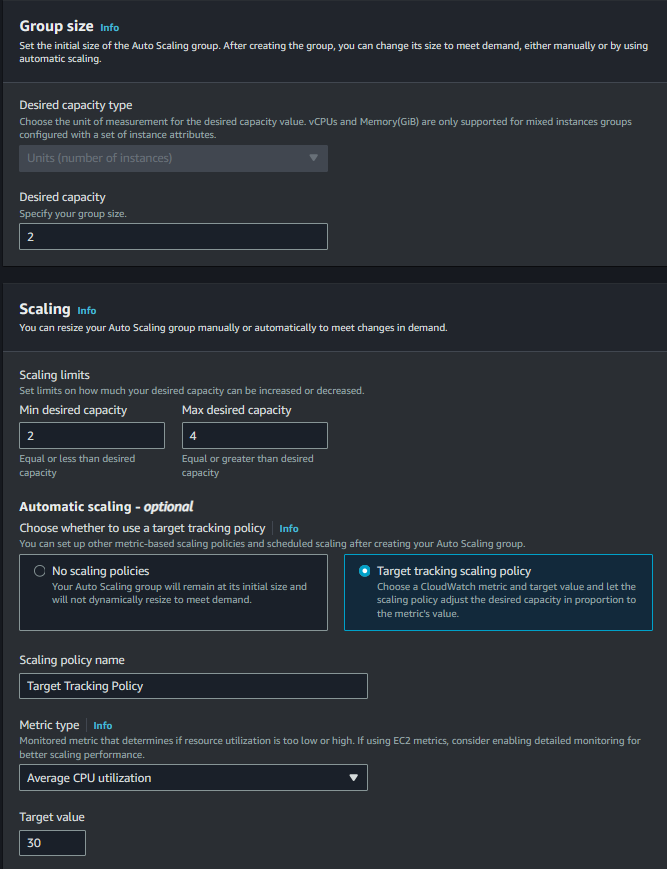 Group size Info
Set the initial size of the Auto Scaling group. After creating the group, you can change its size to meet demand, either manually or by using
automatic scaling.
Desired capacity type
Choose the unit of measurement for the desired capacity value. vCPUs and Memory(GiB) are only supported for mixed instances groups
configured with a set of instance attributes.
Units (number of instances)
Desired capacity
Specify your group size.
2
Scaling Info
You can resize your Auto Scaling group manually or automatically to meet changes in demand.
Scaling limits
Set limits on how much your desired capacity can be increased or decreased.
Min desired capacity
2
Equal or less than desired
capacity
Max desired capacity
4
Equal or greater than desired
capacity
Automatic scaling - optional
Choose whether to use a target tracking policy Info
You can set up other metric-based scaling policies and scheduled scaling after creating your Auto Scaling group.
No scaling policies
Your Auto Scaling group will remain at its initial size and
will not dynamically resize to meet demand.
Target tracking scaling policy
Choose a CloudWatch metric and target value and let the
scaling policy adjust the desired capacity in proportion to
the metric's value.
Scaling policy name
Target Tracking Policy
Metric type Info
Monitored metric that determines if resource utilization is too low or high. If using EC2 metrics, consider enabling detailed monitoring for
better scaling performance.
Average CPU utilization
Target value
30